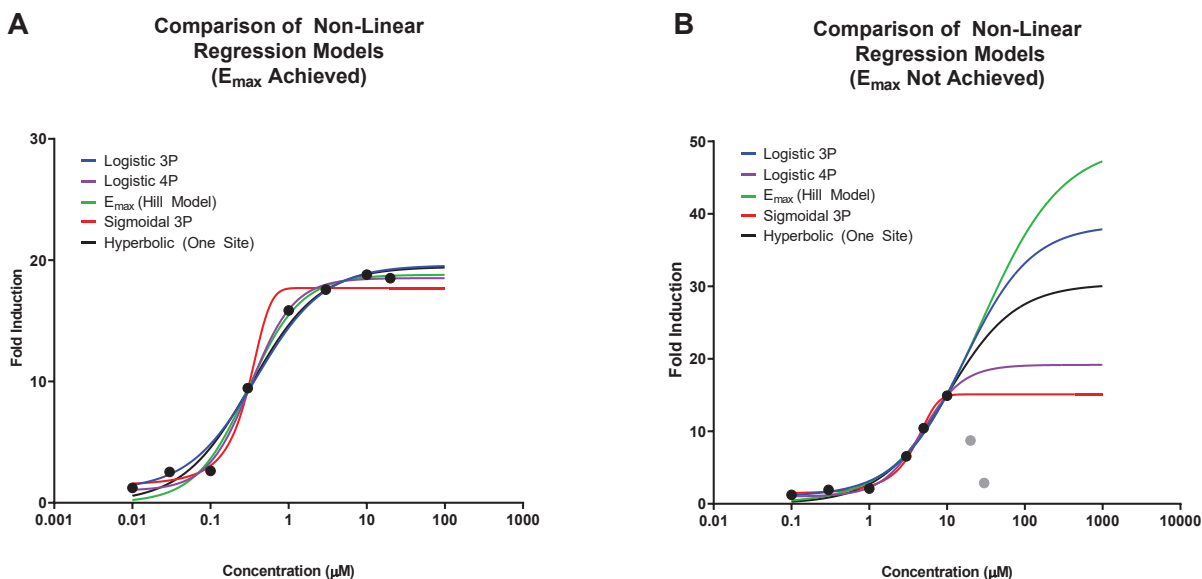 A
Comparison of Non-Linear
Regression Models
(Emax Achieved)
Fold Induction
30
20
10
0
Logistic 3P
Logistic 4P
Emax (Hill Model)
Sigmoidal 3P
Hyperbolic (One Site)
0.001
0.01
0.1
1
10
100
1000
Concentration (μM)
B
Comparison of Non-Linear
Regression Models
(Emax Not Achieved)
Fold Induction
50
40
30
20
10
0
Logistic 3P
Logistic 4P
Emax (Hill Model)
Sigmoidal 3P
Hyperbolic (One Site)
0.01
0.1
1
10
100
1000
10000
Concentration (μM)